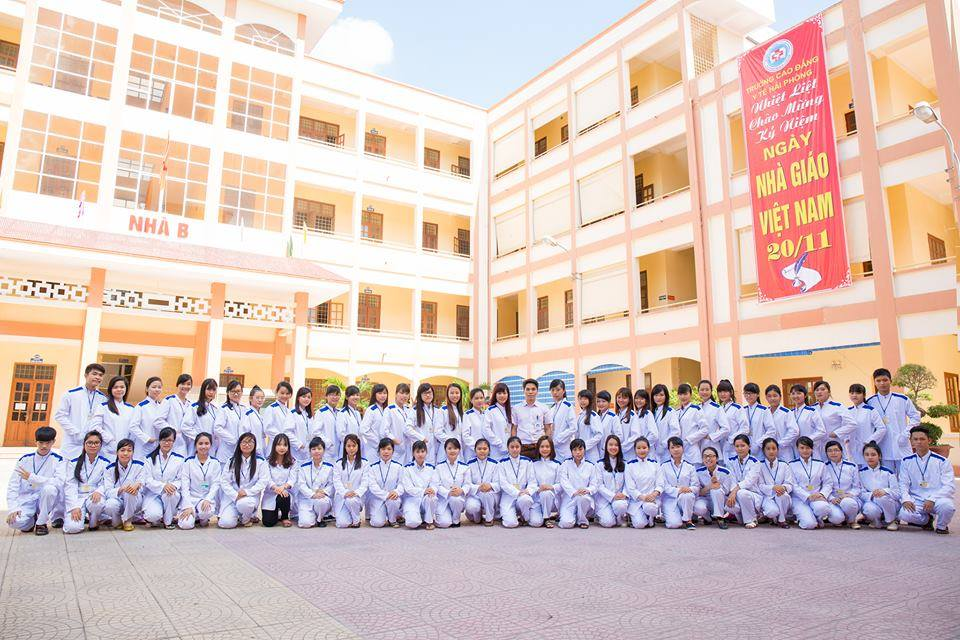 TRƯỜNG CAO ĐẲNG
Y TẾ HẢI PHÒNG
Nhiệt Liệt
Chào Mừng
Kỷ Niệm
NGÀY
NHÀ GIÁO
VIỆT NAM
20/11
NHÀ B